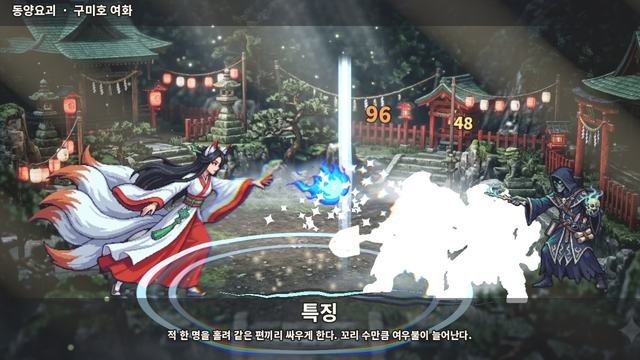 동양요괴 · 구미호 여화
96
48
특징
적 한 명을 홀려 같은 편끼리 싸우게 한다. 꼬리 수만큼 여우불이 늘어난다.